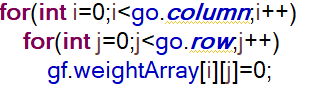 for(int i=0;i<go.column;i++)
for(int j=0;j<go.row;j++)
gf.weightArray[i][j]=0;